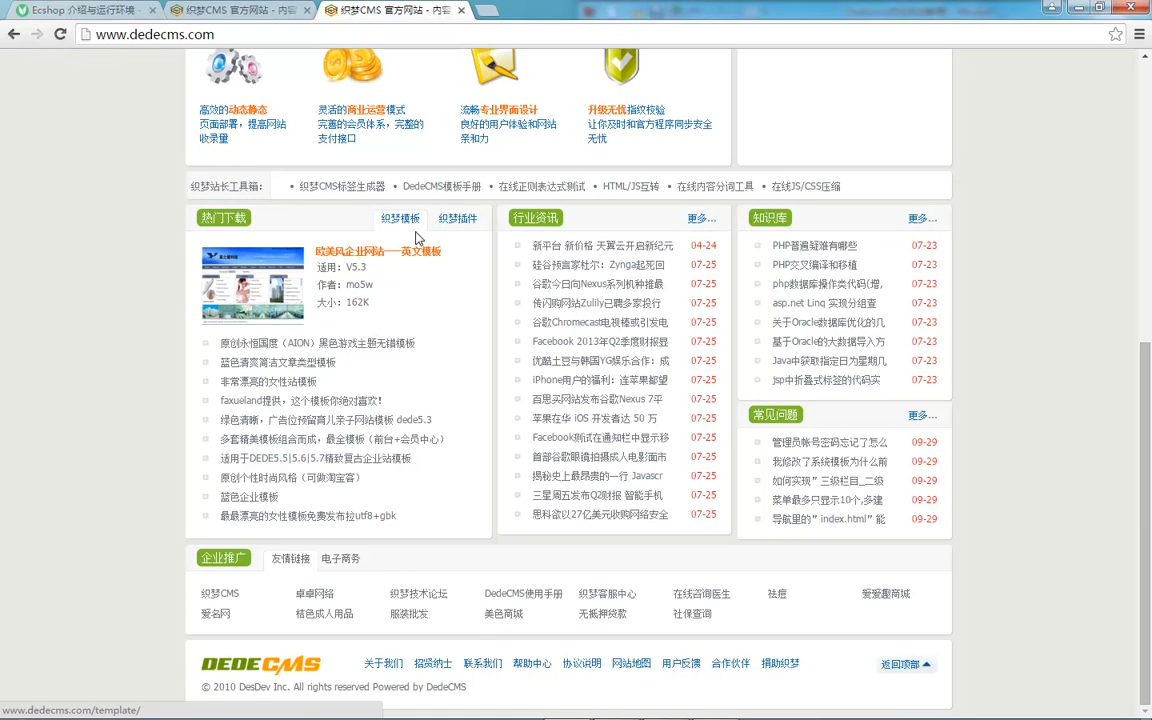 Ecshop 介绍与运行环境 -
织梦CMS 官方网站 - 内容
织梦CMS 官方网站 - 内容
www.dedecms.com
高效的动态静态
页面部署，提高网站
收录量
灵活的商业运营模式
完善的会员体系，完整的
支付接口
流畅专业界面设计
良好的用户体验和网站
亲和力
升级无忧指纹校验
让你及时和官方程序同步安全
无忧
织梦站长工具箱： • 织梦CMS标签生成器 • DedeCMS模板手册 • 在线正则表达式测试 • HTML/JS互转 • 在线内容分词工具 • 在线JS/CSS压缩
热门下载 织梦模板 织梦插件
欧美风企业网站——英文模板
适用：V5.3
作者：mo5w
大小：162K
原创永恒国度（AION）黑色游戏主题无错模板
蓝色清爽简洁文章类型模板
非常漂亮的女性站模板
faxueland提供，这个模板你绝对喜欢！
绿色清晰，广告位预留育儿亲子网站模板 dede5.3
多套精美模板组合而成，最全模板（前台+会员中心）
适用于DEDE5.5|5.6|5.7精致复古企业站模板
原创个性时尚风格（可做淘宝客）
蓝色企业模板
最最漂亮的女性模板免费发布拉utf8+gbk
行业资讯 更多...
新平台 新价格 天翼云开启新纪元 04-24
硅谷预言家杜尔：Zynga起死回 07-25
谷歌今日向Nexus系列机种推最 07-25
传闪购网站Zulily已聘多家投行 07-25
谷歌Chromecast电视棒或引发电 07-25
Facebook 2013年Q2季度财报显 07-25
优酷土豆与韩国YG娱乐合作：成 07-25
iPhone用户的福利：连苹果都望 07-25
百思买网站发布谷歌Nexus 7平 07-25
苹果在华 iOS 开发者达 50 万 07-25
Facebook测试在通知栏中显示移 07-25
首部谷歌眼镜拍摄成人电影面市 07-25
揭秘史上最昂贵的一行 Javascr 07-25
三星周五发布Q2财报 智能手机 07-25
思科欲以27亿美元收购网络安全 07-25
知识库 更多...
PHP普遍疑难有哪些 07-23
PHP交叉编译和移植 07-23
php数据库操作类代码(增, 07-23
asp.net Linq 实现分组查 07-23
关于Oracle数据库优化的几 07-23
基于Oracle的大数据导入方 07-23
Java中获取指定日为星期几 07-23
jsp中折叠式标签的代码实 07-23
常见问题 更多...
管理员帐号密码忘记了怎么 09-29
我修改了系统模板为什么前 09-29
如何实现”三级栏目_二级 09-29
菜单最多只显示10个,多建 09-29
导航里的”index.html”能 09-29
企业推广 友情链接 电子商务
织梦CMS 卓卓网络 织梦技术论坛 DedeCMS使用手册 织梦客服中心 在线咨询医生 祛痘 爱爱趣商城
爱名网 桔色成人用品 服装批发 美色商城 无抵押贷款 社保查询
DEDECMS 关于我们 招贤纳士 联系我们 帮助中心 协议说明 网站地图 用户反馈 合作伙伴 捐助织梦 返回顶部
© 2010 DesDev Inc. All rights reserved Powered by DedeCMS
www.dedecms.com/template/